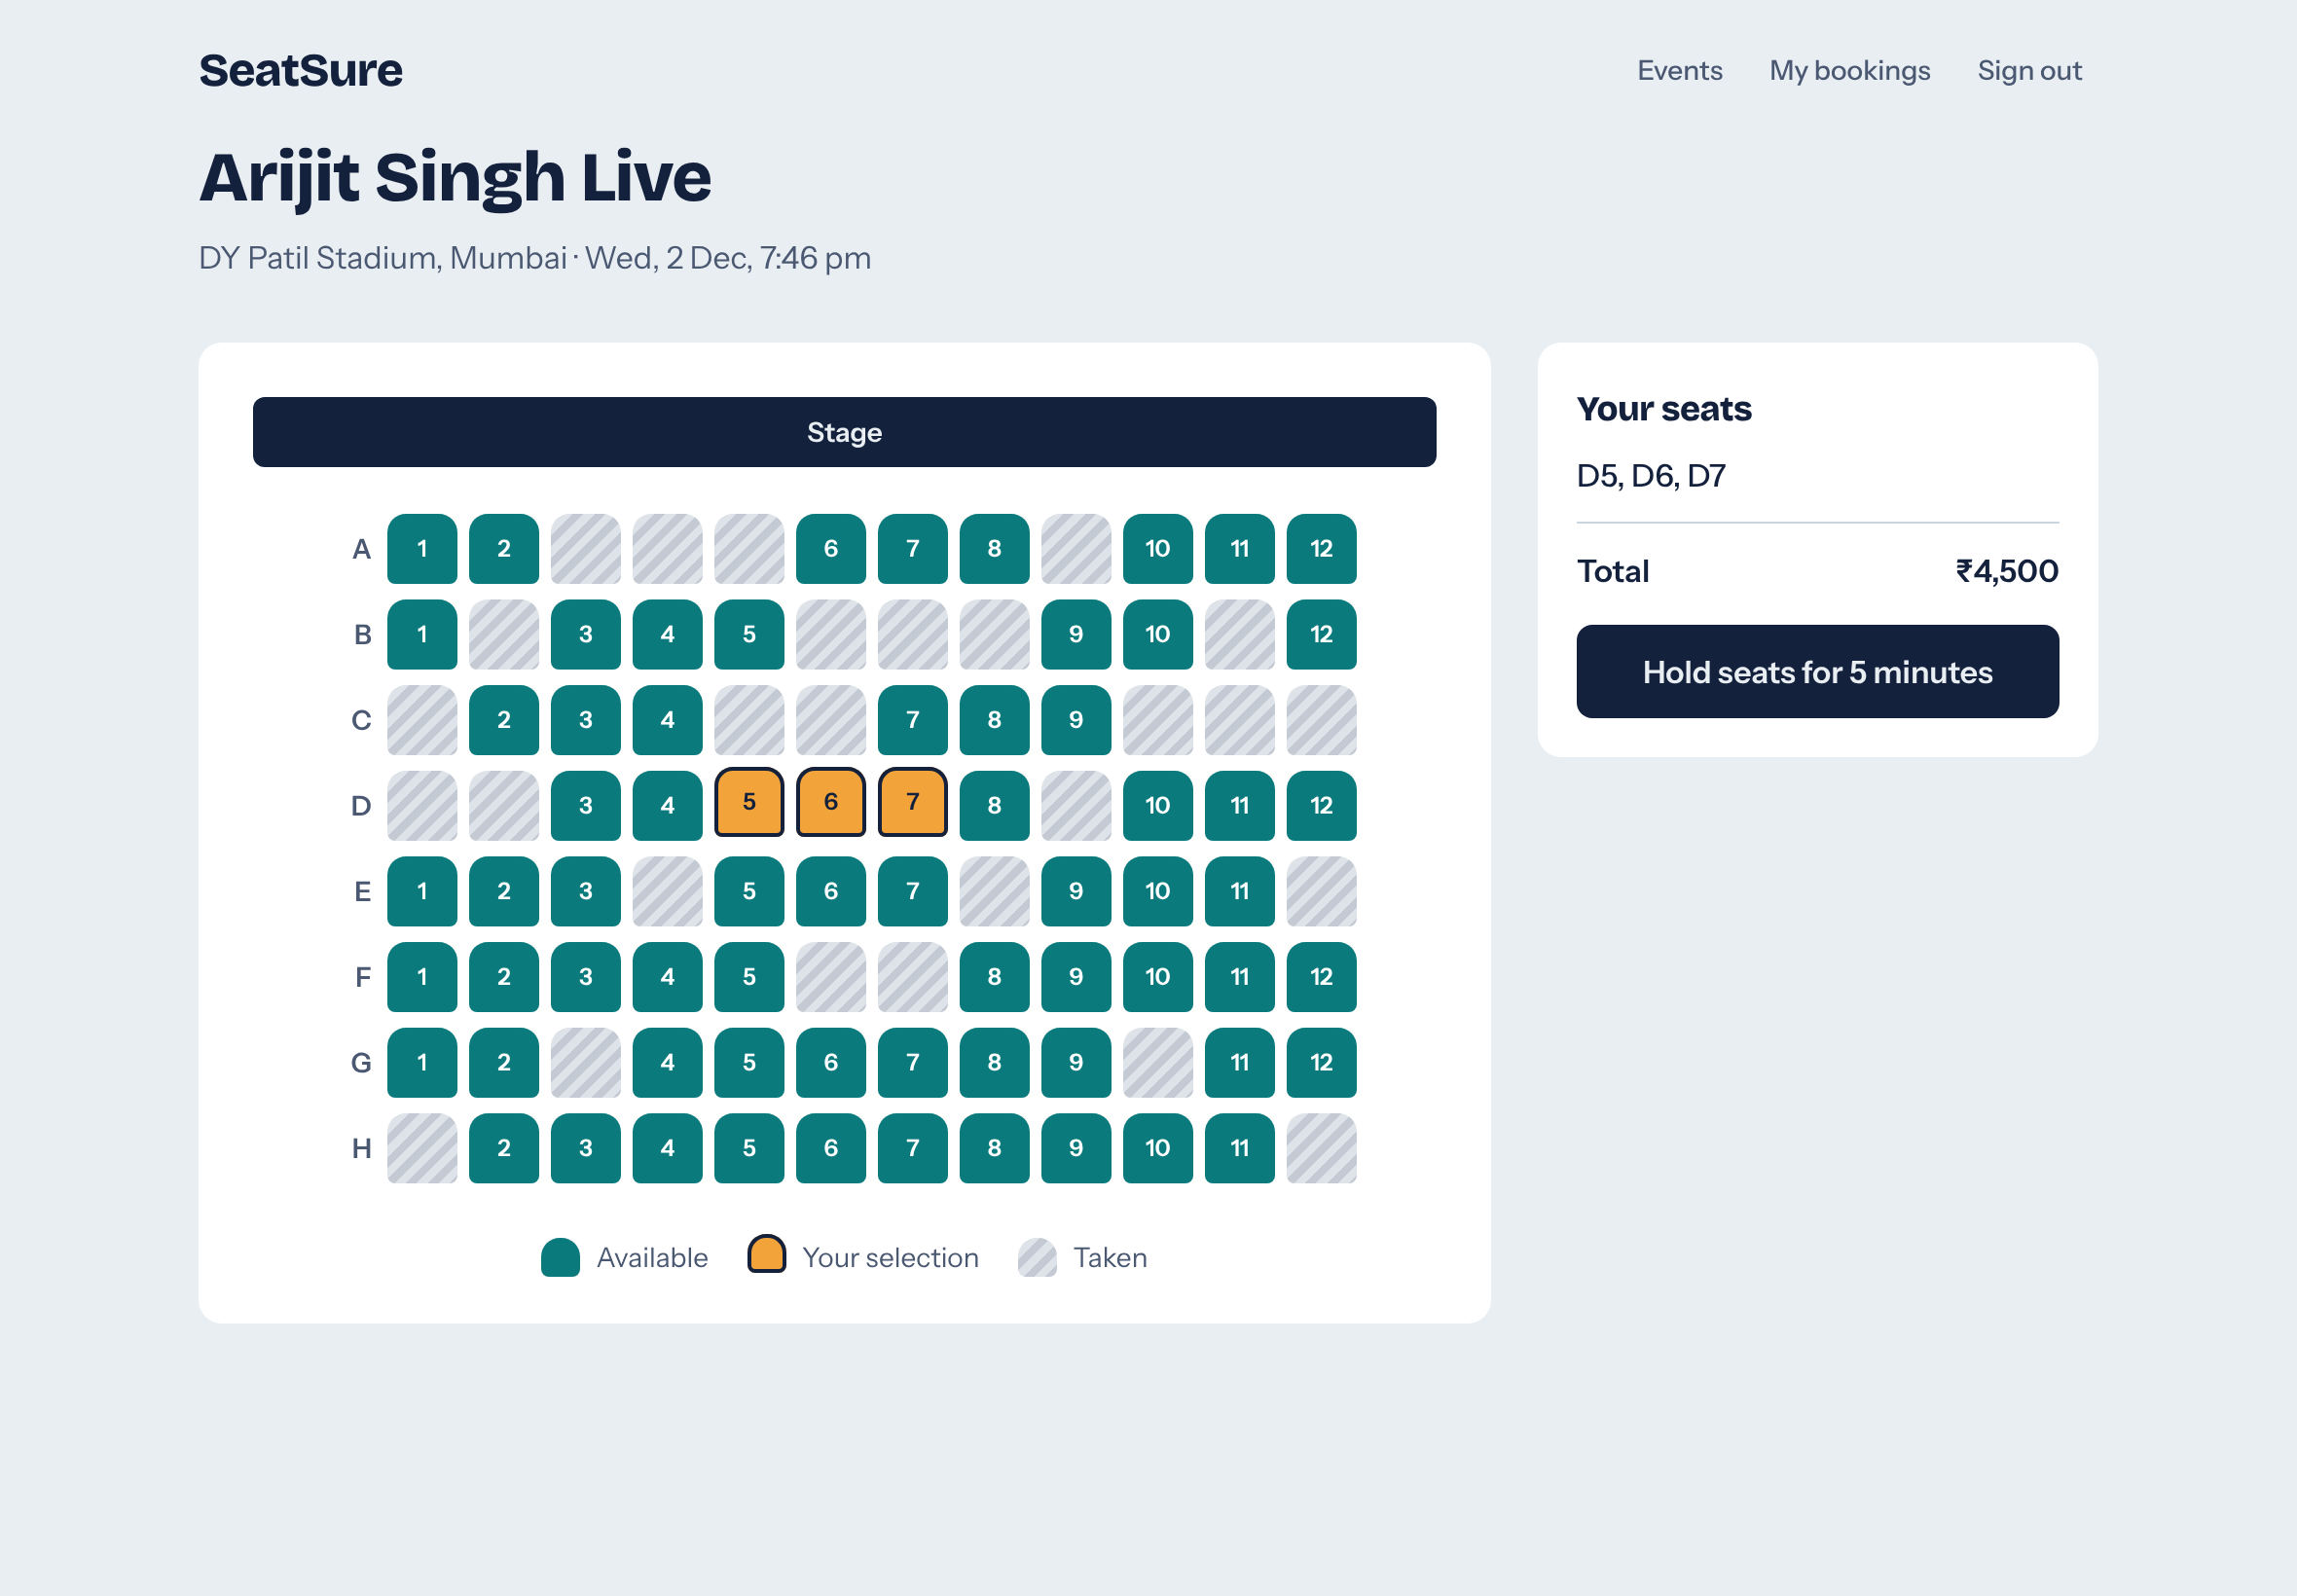 SeatSure Events My bookings Sign out
Arijit Singh Live
DY Patil Stadium, Mumbai · Wed, 2 Dec, 7:46 pm
Stage
A 1 2 6 7 8 10 11 12
B 1 3 4 5 9 10 12
C 2 3 4 7 8 9
D 3 4 5 6 7 8 10 11 12
E 1 2 3 5 6 7 9 10 11
F 1 2 3 4 5 8 9 10 11 12
G 1 2 4 5 6 7 8 9 11 12
H 2 3 4 5 6 7 8 9 10 11
Available Your selection Taken
Your seats
D5, D6, D7
Total ₹4,500
Hold seats for 5 minutes